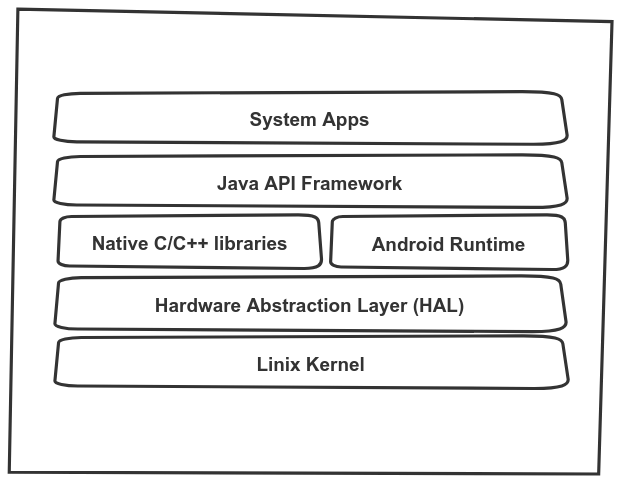 System Apps
Java API Framework
Native C/C++ libraries
Android Runtime
Hardware Abstraction Layer (HAL)
Linix Kernel